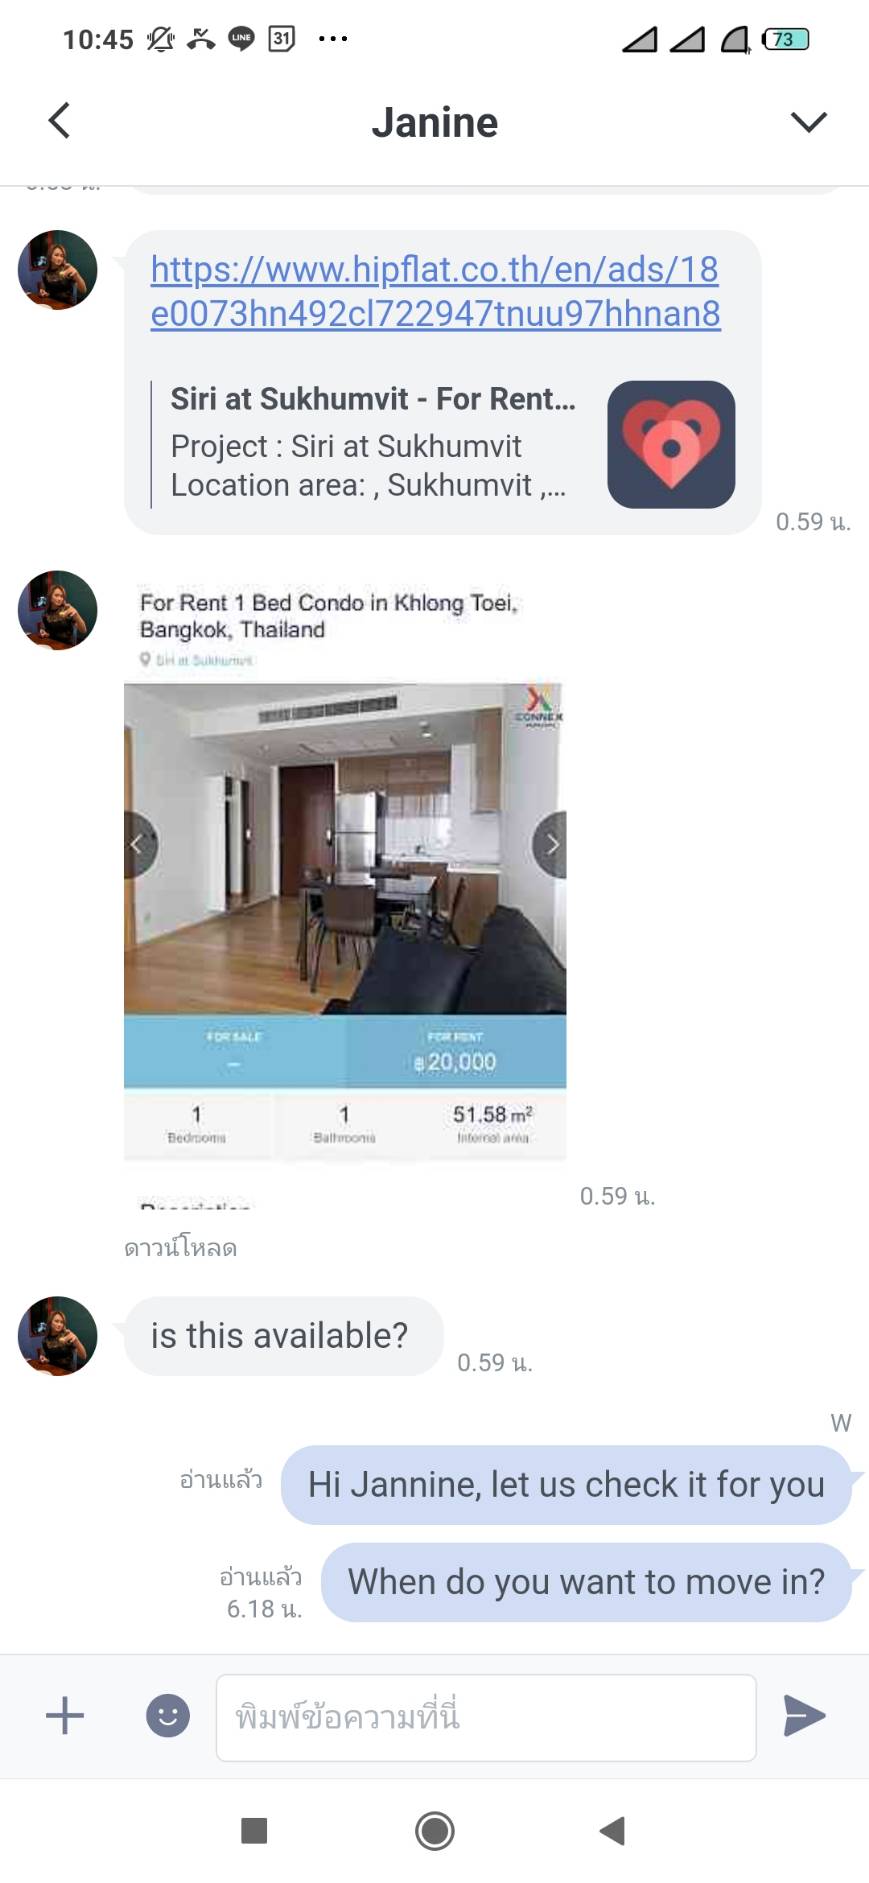 10:45
LINE
31
73
Janine
https://www.hipflat.co.th/en/ads/18
e0073hn492cl722947tnuu97hhnan8
Siri at Sukhumvit - For Rent...
Project : Siri at Sukhumvit
Location area: , Sukhumvit ,...
0.59 น.
For Rent 1 Bed Condo in Khlong Toei,
Bangkok, Thailand
Siri at Sukhumvit
CONNEX
FOR SALE
FOR RENT
–
฿20,000
1
1
51.58 m²
Bedrooms
Bathrooms
Internal area
Description
0.59 น.
ดาวน์โหลด
is this available?
0.59 น.
W
อ่านแล้ว
Hi Jannine, let us check it for you
อ่านแล้ว
6.18 น.
When do you want to move in?
พิมพ์ข้อความที่นี่